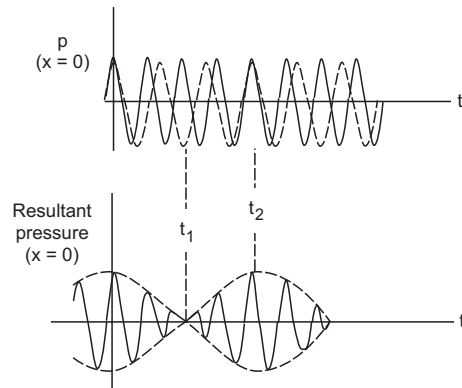 p
(x = 0)
t
t₁
t₂
Resultant
pressure
(x = 0)
t